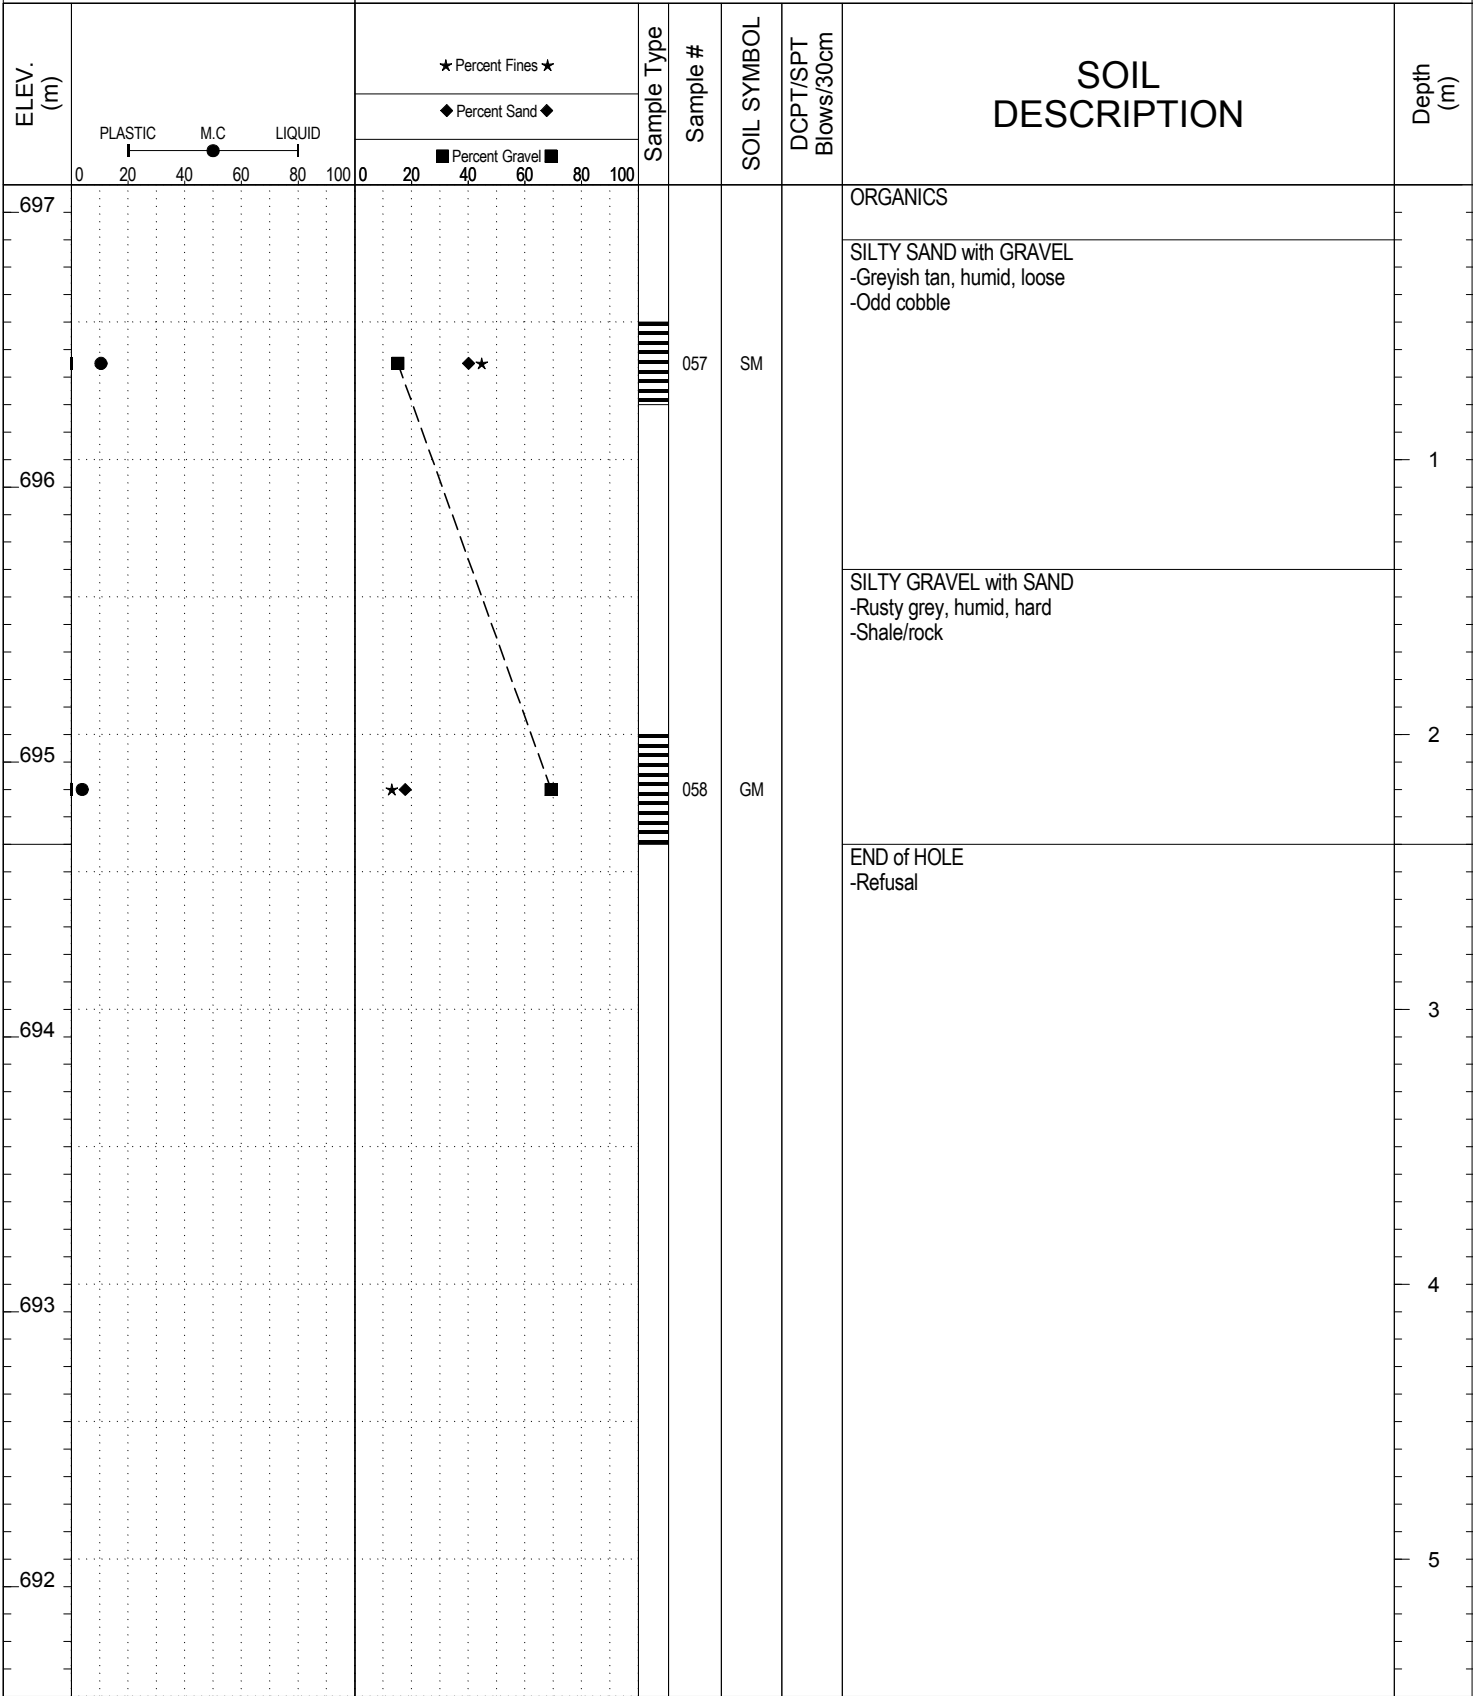 ELEV.
(m)
PLASTIC M.C LIQUID
0 20 40 60 80 100
★ Percent Fines ★
◆ Percent Sand ◆
■ Percent Gravel ■
0 20 40 60 80 100
Sample Type
Sample #
SOIL SYMBOL
DCPT/SPT
Blows/30cm
SOIL
DESCRIPTION
Depth
(m)
697
ORGANICS
SILTY SAND with GRAVEL
-Greyish tan, humid, loose
-Odd cobble
057 SM
1
696
SILTY GRAVEL with SAND
-Rusty grey, humid, hard
-Shale/rock
2
695
058 GM
END of HOLE
-Refusal
3
694
4
693
5
692